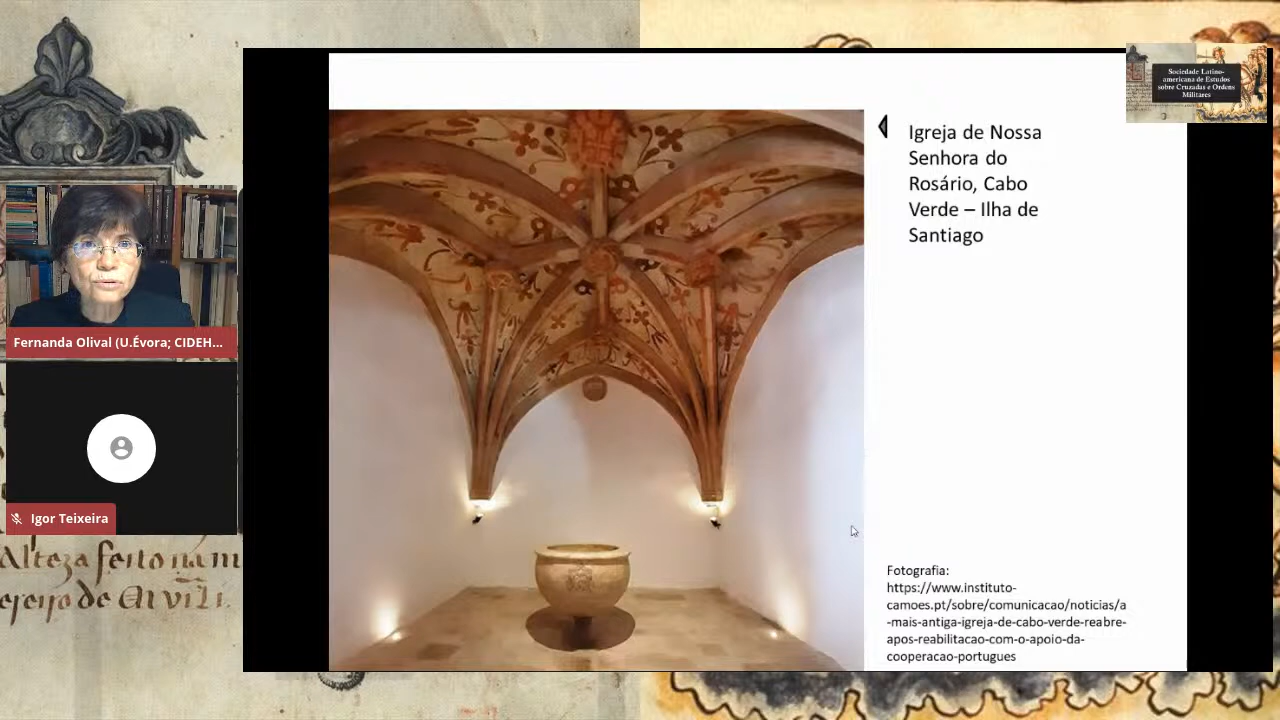 Sociedade Latino-
americana de Estudos
sobre Cruzadas e Ordens
Militares
Igreja de Nossa
Senhora do
Rosário, Cabo
Verde – Ilha de
Santiago
Fernanda Olival (U.Évora; CIDEH...
Igor Teixeira
Alteza feito nam
de
Fotografia:
https://www.instituto-
camoes.pt/sobre/comunicacao/noticias/a
-mais-antiga-igreja-de-cabo-verde-reabre-
apos-reabilitacao-com-o-apoio-da-
cooperacao-portugues